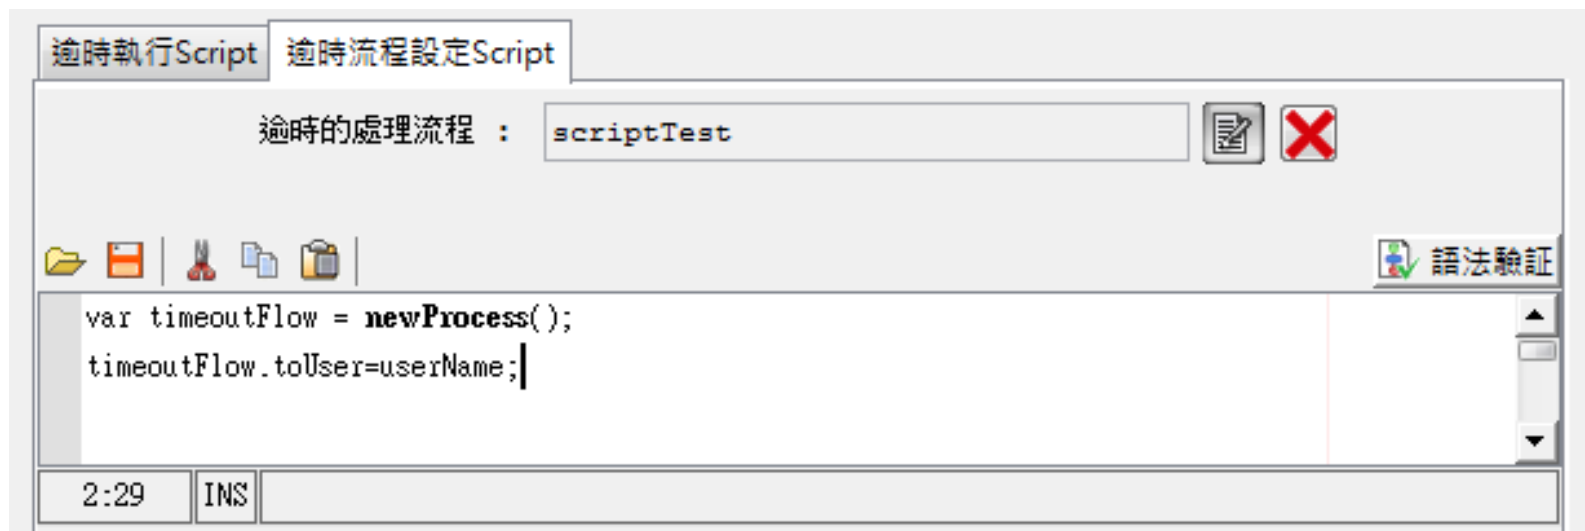 逾時執行Script 逾時流程設定Script
逾時的處理流程 : scriptTest
語法驗証
var timeoutFlow = newProcess();
timeoutFlow.toUser=userName;
2:29 INS